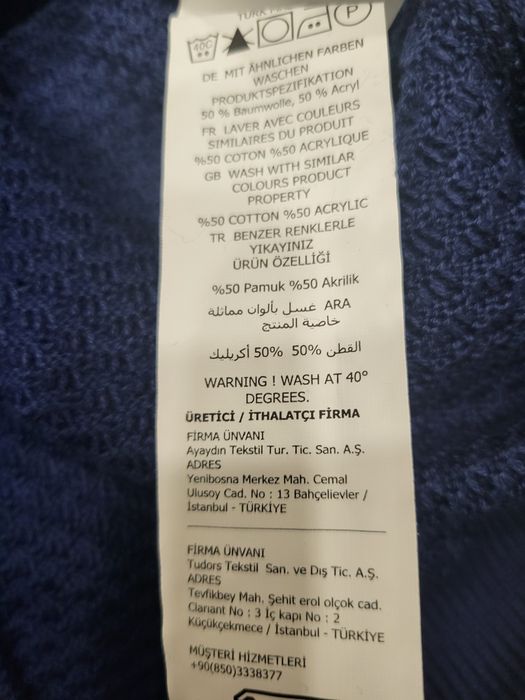 TÜRK
40C
P
DE MIT ÄHNLICHEN FARBEN
WASCHEN
PRODUKTSPEZIFIKATION
50 % Baumwolle, 50 % Acryl
FR LAVER AVEC COULEURS
SIMILAIRES DU PRODUIT
%50 COTON %50 ACRYLIQUE
GB WASH WITH SIMILAR
COLOURS PRODUCT
PROPERTY
%50 COTTON %50 ACRYLIC
TR BENZER RENKLERLE
YIKAYINIZ
ÜRÜN ÖZELLİĞİ
%50 Pamuk %50 Akrilik
ARA غسل بألوان مماثلة
خاصية المنتج
القطن %50 50% أكريليك
WARNING ! WASH AT 40°
DEGREES.
ÜRETİCİ / İTHALATÇI FİRMA
FİRMA ÜNVANI
Ayaydın Tekstil Tur. Tic. San. A.Ş.
ADRES
Yenibosna Merkez Mah. Cemal
Ulusoy Cad. No : 13 Bahçelievler /
İstanbul - TÜRKİYE
FİRMA ÜNVANI
Tudors Tekstil San. ve Dış Tic. A.Ş.
ADRES
Tevfikbey Mah. Şehit erol olçok cad.
Clariant No : 3 İç kapı No : 2
Küçükçekmece / İstanbul - TÜRKİYE
MÜŞTERİ HİZMETLERİ
+90(850)3338377